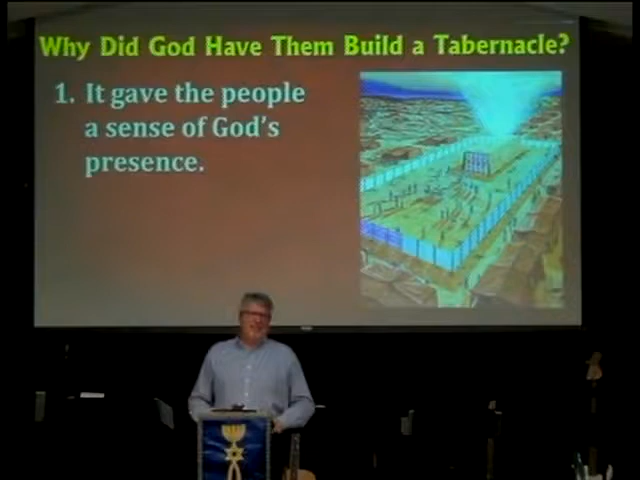 Why Did God Have Them Build a Tabernacle?
1. It gave the people
a sense of God's
presence.